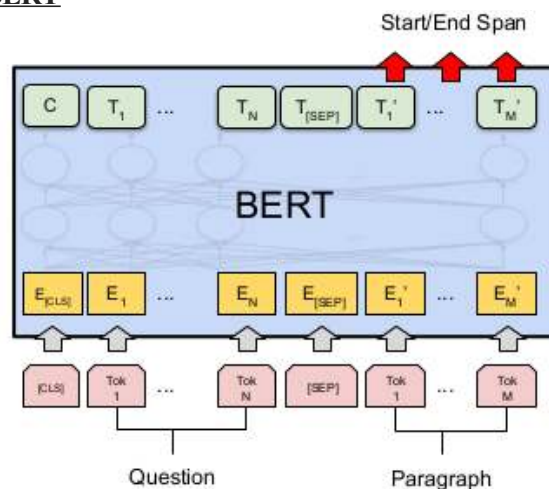 BERT
Start/End Span
C T1 ... TN T[SEP] T1' ... TM'
BERT
E[CLS] E1 ... EN E[SEP] E1' ... EM'
[CLS] Tok 1 ... Tok N [SEP] Tok 1 ... Tok M
Question Paragraph